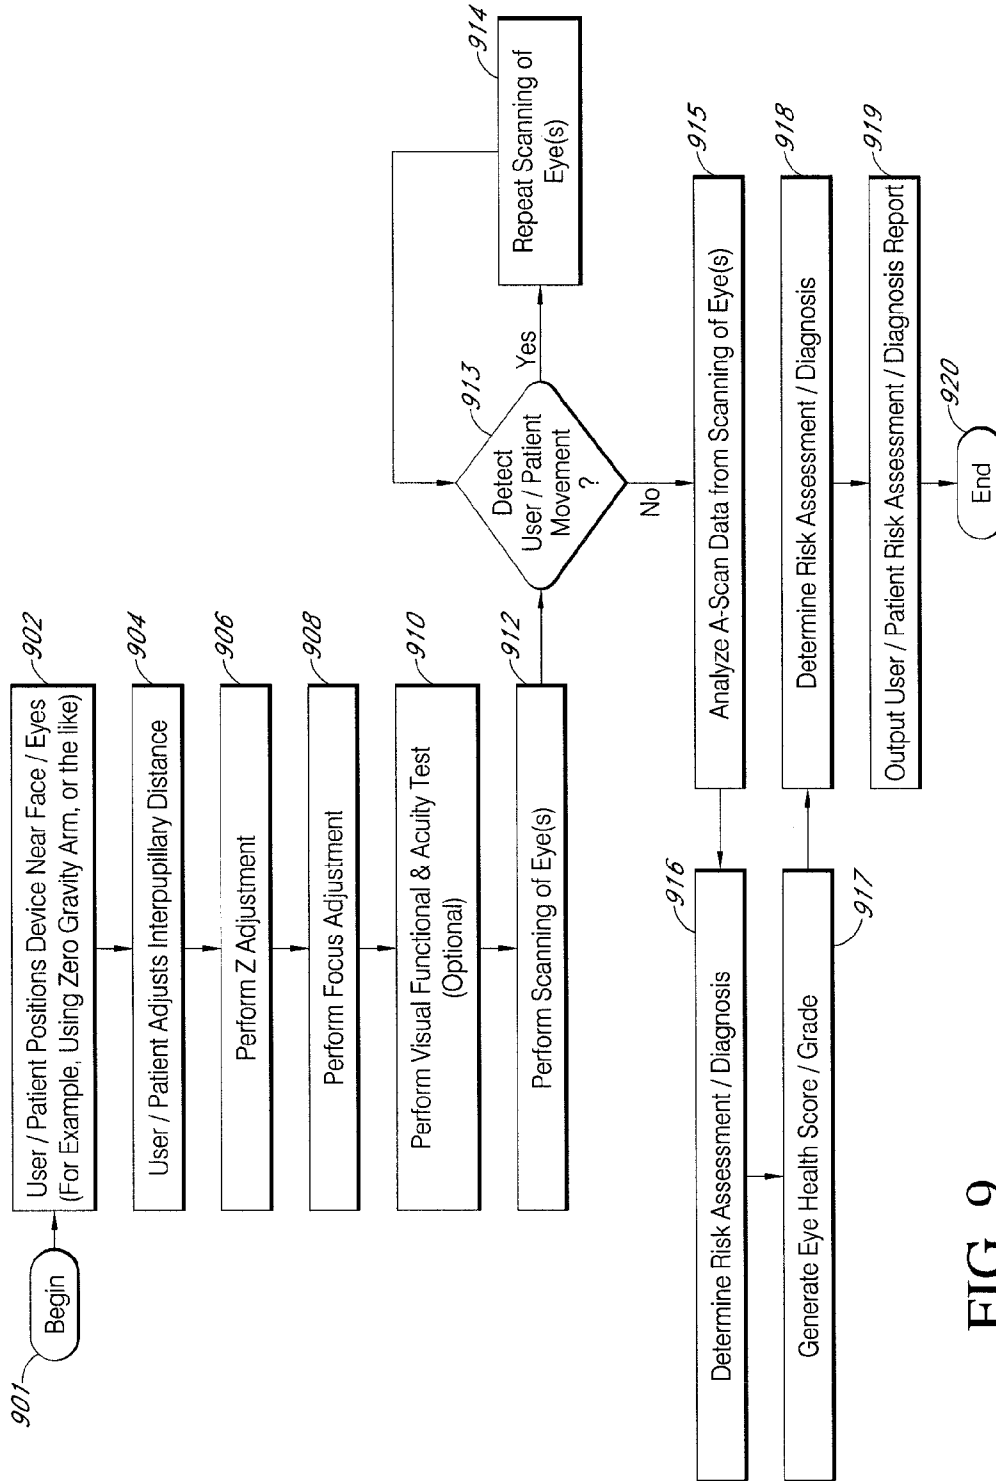 901
Begin
902
User / Patient Positions Device Near Face / Eyes
(For Example, Using Zero Gravity Arm, or the like)
904
User / Patient Adjusts Interpupillary Distance
906
Perform Z Adjustment
908
Perform Focus Adjustment
910
Perform Visual Functional & Acuity Test
(Optional)
912
Perform Scanning of Eye(s)
913
Detect
User / Patient
Movement
?
Yes
No
914
Repeat Scanning of
Eye(s)
915
Analyze A-Scan Data from Scanning of Eye(s)
916
Determine Risk Assessment / Diagnosis
917
Generate Eye Health Score / Grade
918
Determine Risk Assessment / Diagnosis
919
Output User / Patient Risk Assessment / Diagnosis Report
920
End
FIG. 9